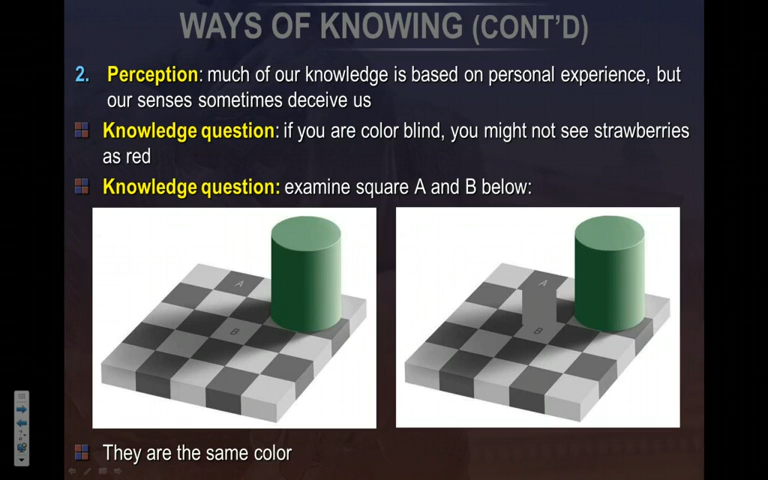 WAYS OF KNOWING (CONT'D)
2. Perception: much of our knowledge is based on personal experience, but
our senses sometimes deceive us
Knowledge question: if you are color blind, you might not see strawberries
as red
Knowledge question: examine square A and B below:
A
B
A
B
They are the same color